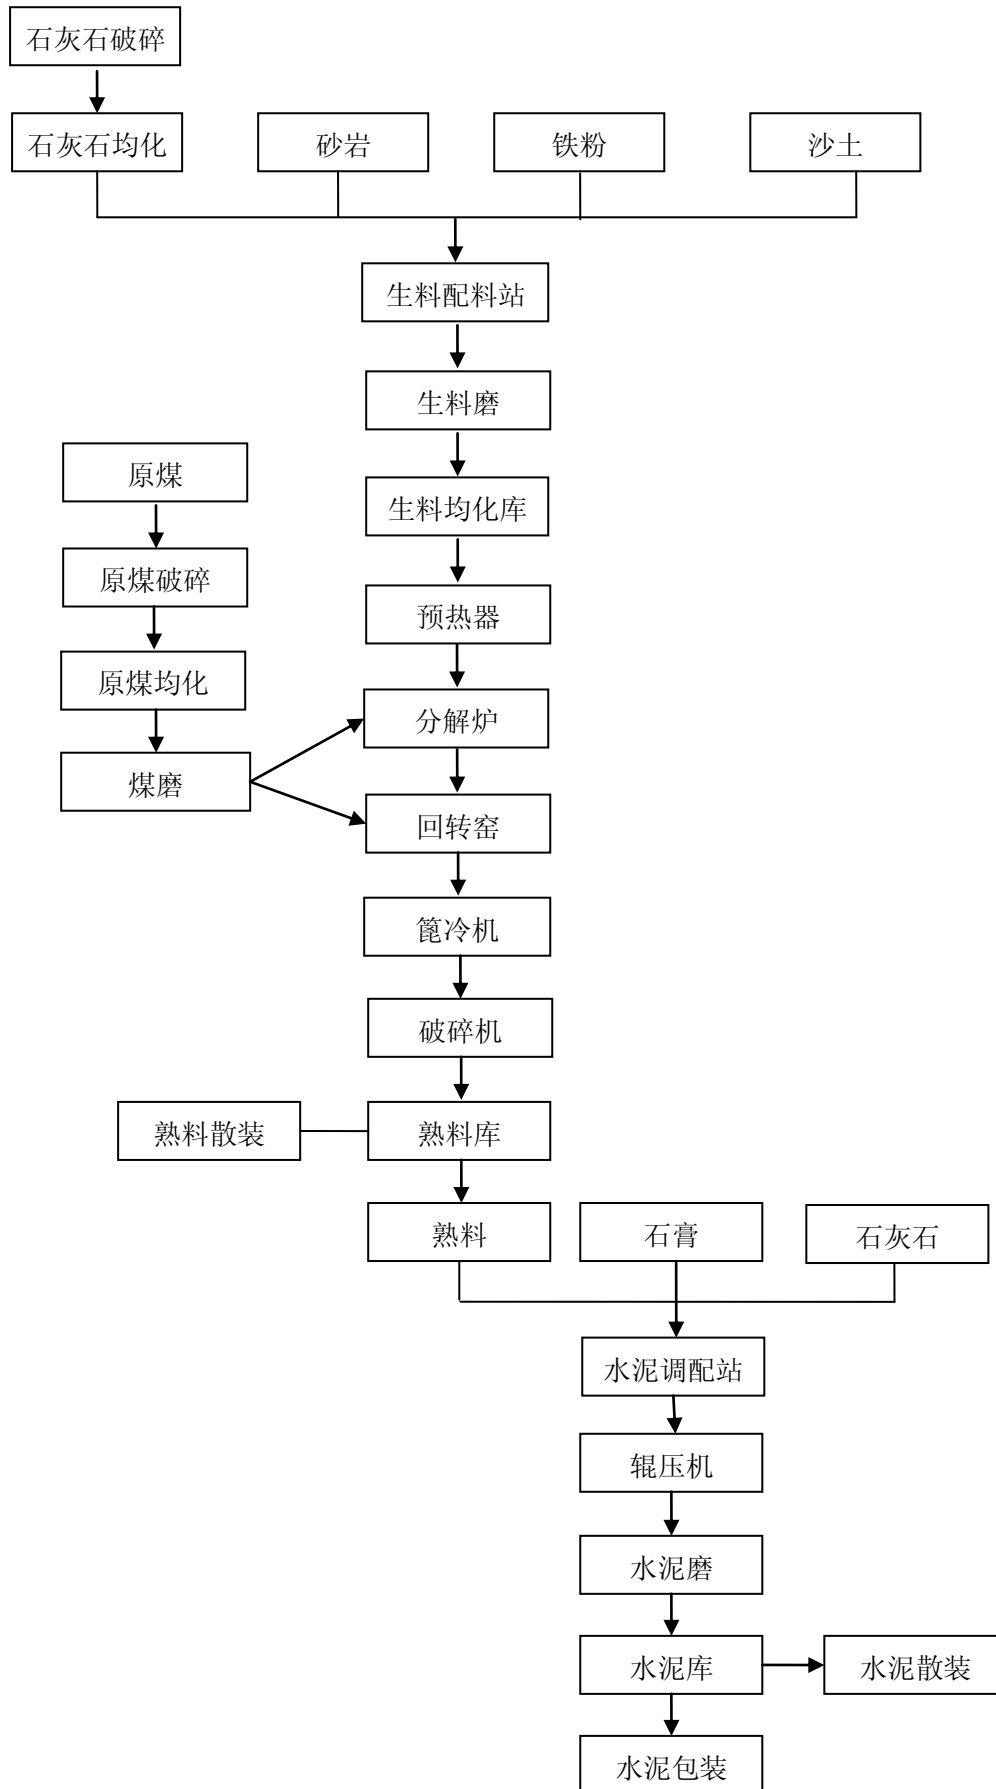 石灰石破碎
石灰石均化
砂岩
铁粉
沙土
生料配料站
生料磨
原煤
生料均化库
原煤破碎
预热器
原煤均化
分解炉
煤磨
回转窑
篦冷机
破碎机
熟料散装
熟料库
熟料
石膏
石灰石
水泥调配站
辊压机
水泥磨
水泥库
水泥散装
水泥包装